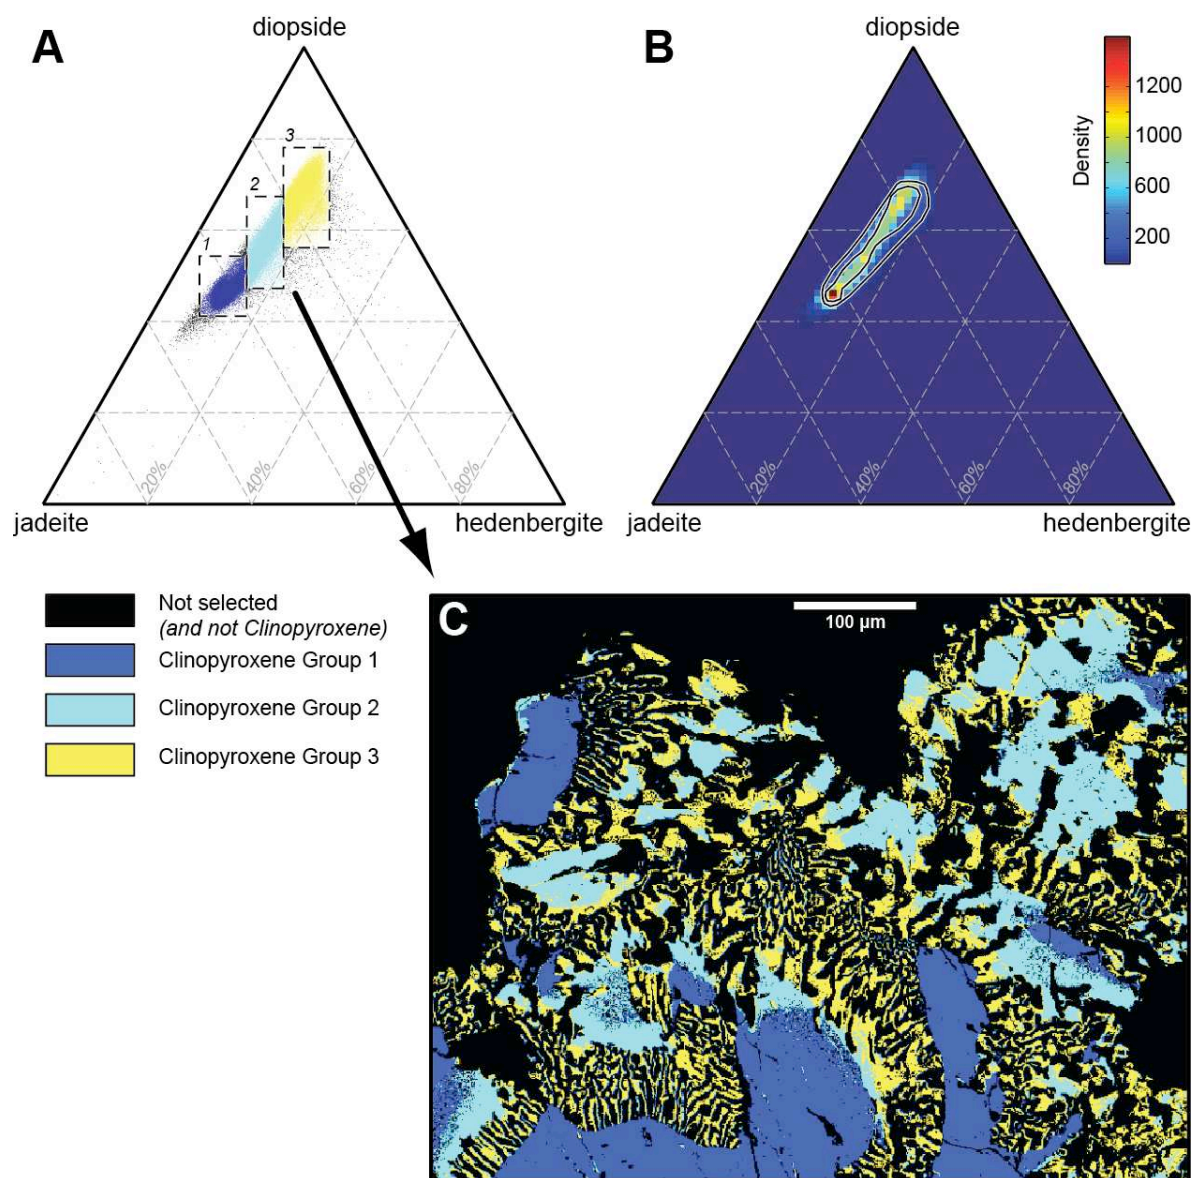 A
diopside
3
2
1
20%
40%
60%
80%
jadeite
hedenbergite
B
diopside
Density
1200
1000
600
200
20%
40%
60%
80%
jadeite
hedenbergite
Not selected
(and not Clinopyroxene)
Clinopyroxene Group 1
Clinopyroxene Group 2
Clinopyroxene Group 3
C
100 µm